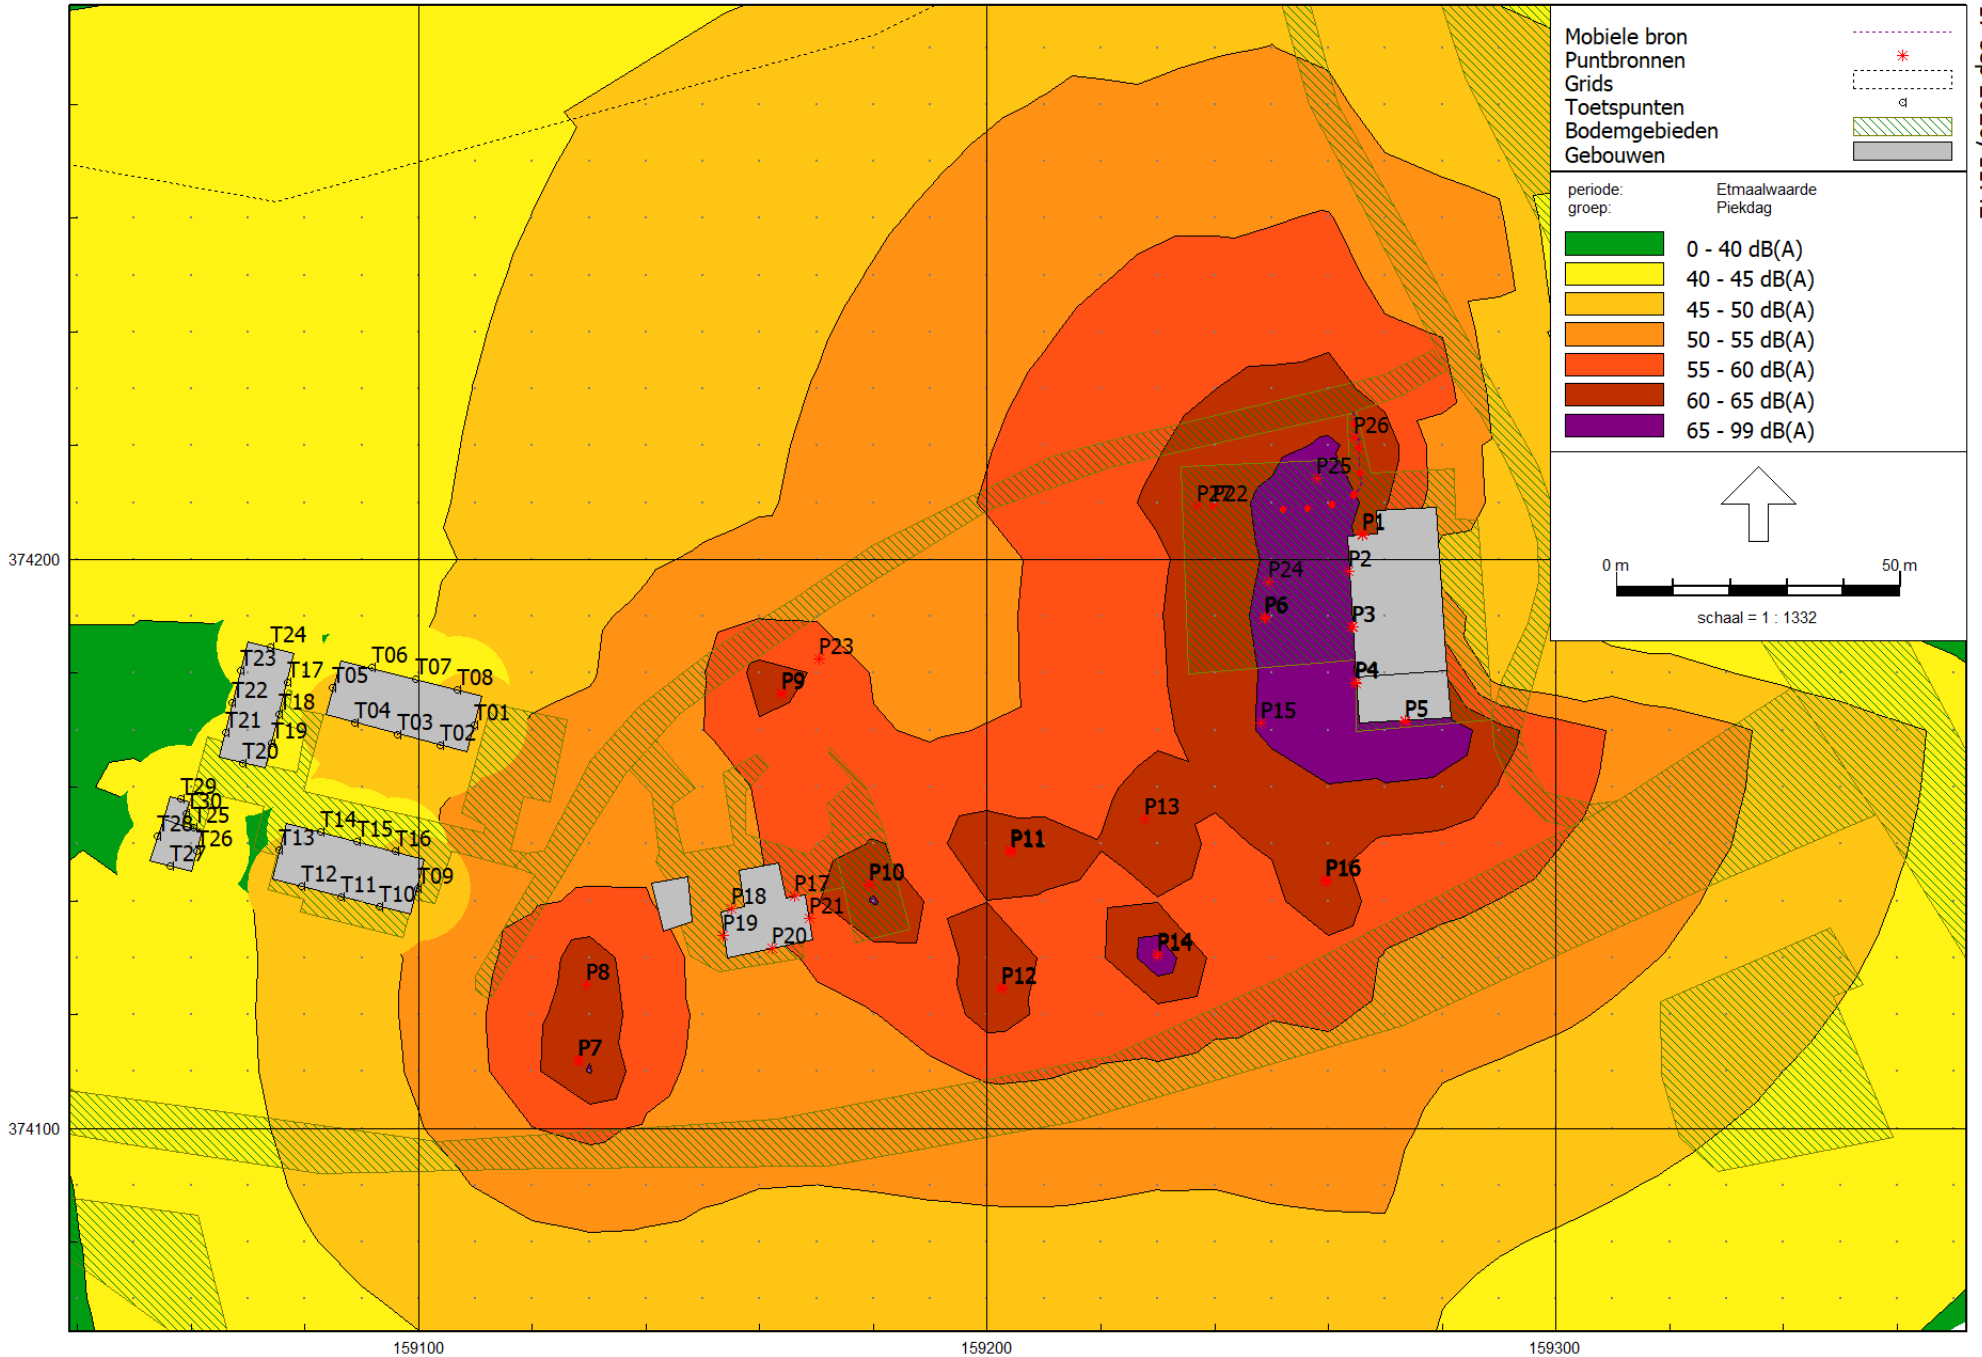 Mobiele bron
Puntbronnen
Grids
Toetspunten
Bodemgebieden
Gebouwen
periode: Etmaalwaarde
groep: Piekdag
0 - 40 dB(A)
40 - 45 dB(A)
45 - 50 dB(A)
50 - 55 dB(A)
55 - 60 dB(A)
60 - 65 dB(A)
65 - 99 dB(A)
0 m 50 m
schaal = 1 : 1332
P26
P25
P22
P1
374200
P2
P24
P6
P3
T24
T23
T17
T06
T07
T08
T05
P23
P9
P4
T22
T18
T04
T03
T01
T21
T19
T02
P15
P5
T20
T29
T30
T25
T28
T26
T27
T13
T14
T15
T16
P13
P11
T12
T11
T10
T09
P10
P17
P16
P18
P21
P19
P20
P14
P8
P12
P7
374100
159100
159200
159300